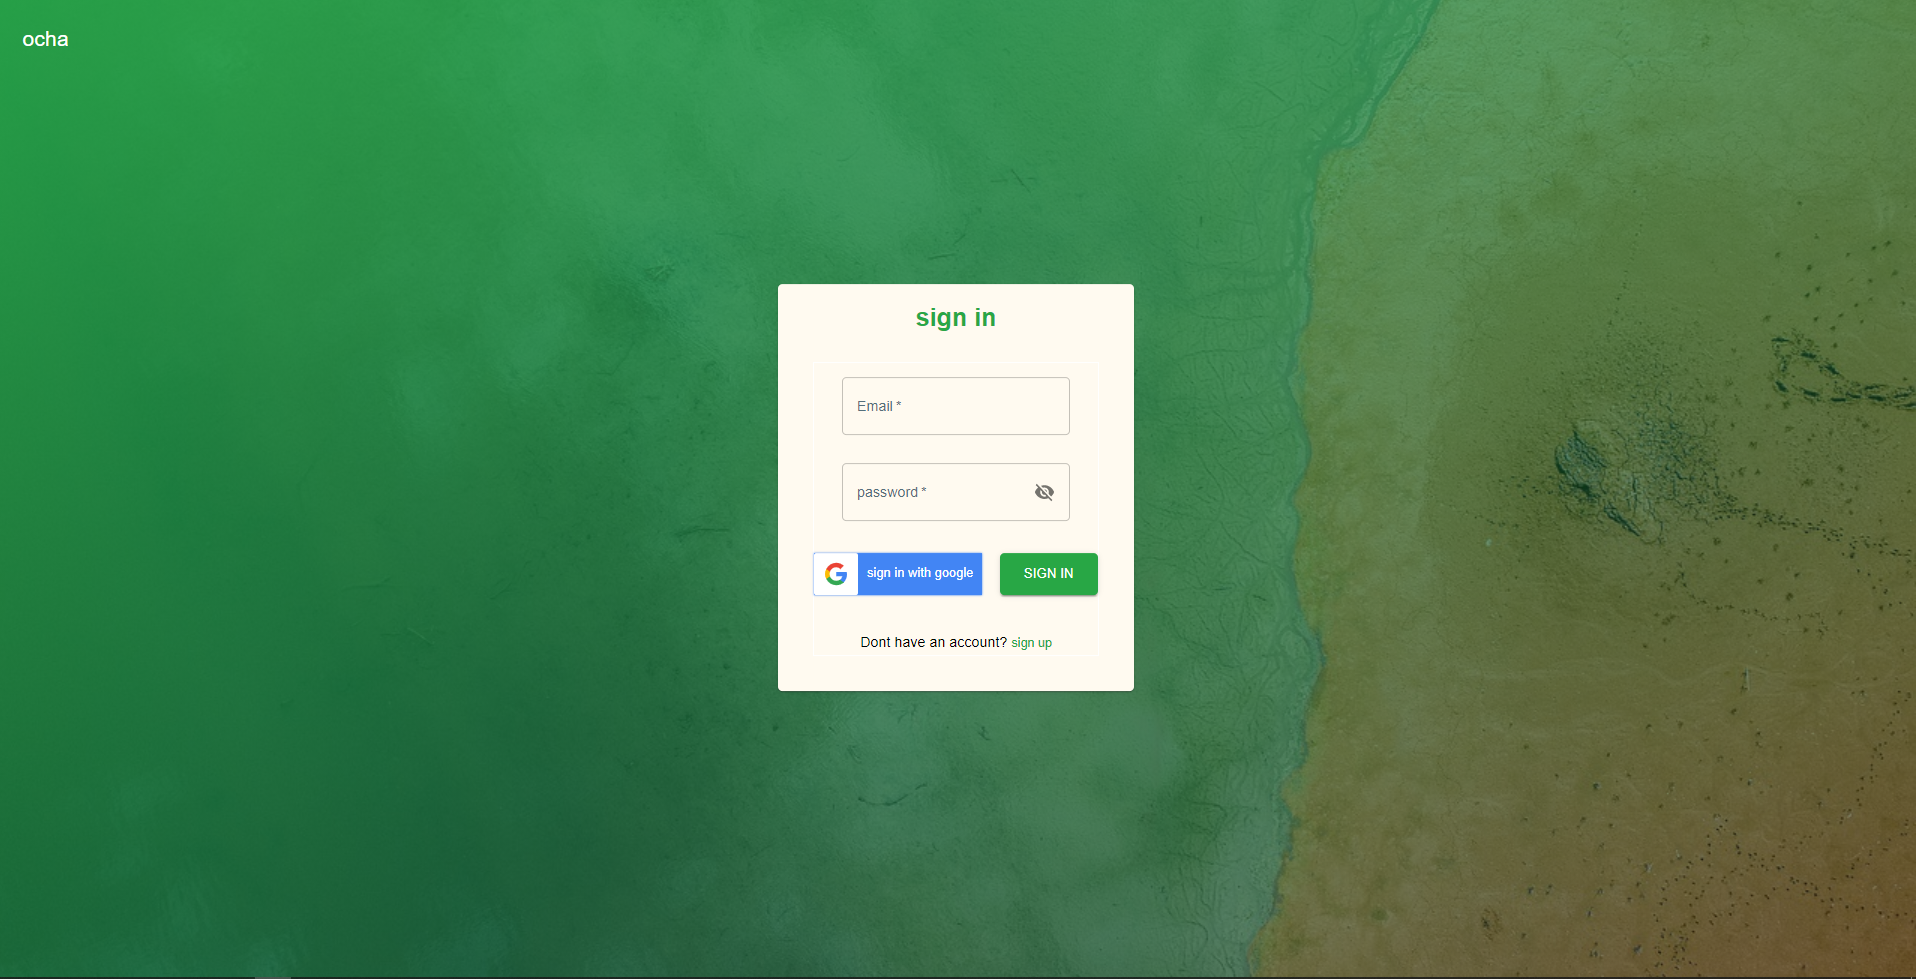 ocha
sign in
Email *
password *
sign in with google
SIGN IN
Dont have an account? sign up